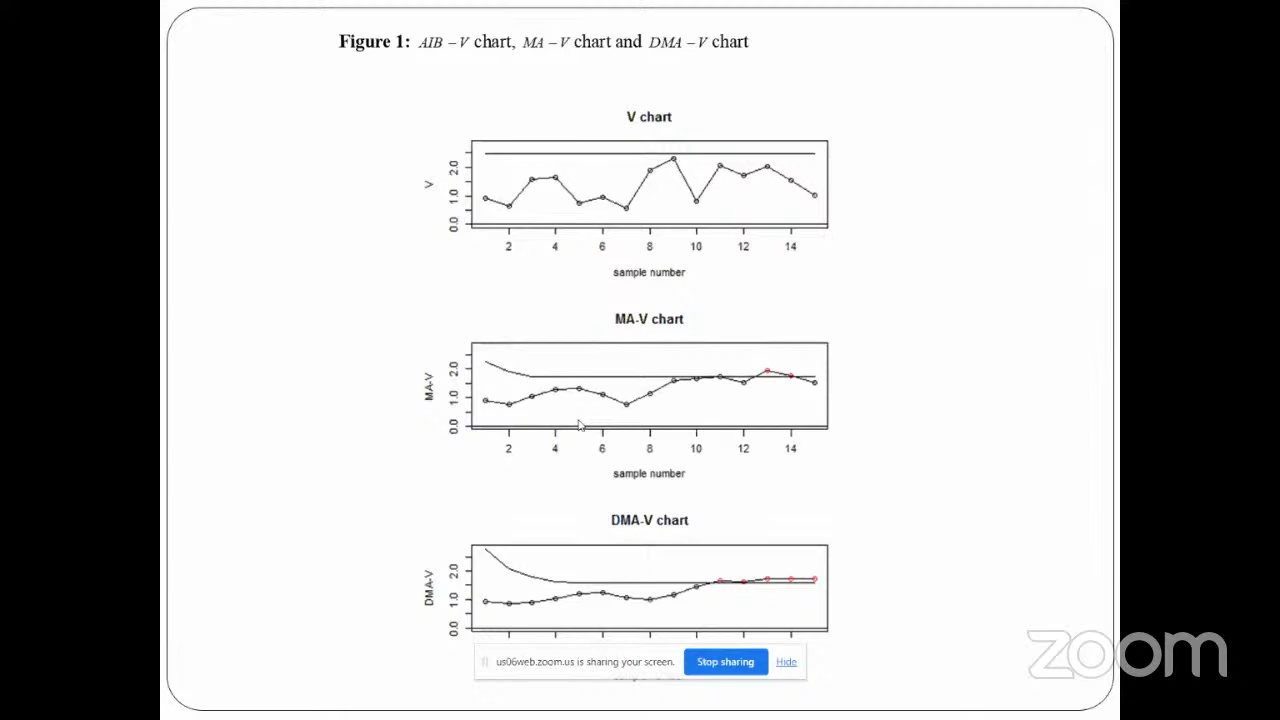 Figure 1: AIB – V chart, MA – V chart and DMA – V chart
V chart
V
0.0 1.0 2.0
2 4 6 8 10 12 14
sample number
MA-V chart
MA-V
0.0 1.0 2.0
2 4 6 8 10 12 14
sample number
DMA-V chart
DMA-V
0.0 1.0 2.0
us06web.zoom.us is sharing your screen. Stop sharing Hide
zoom